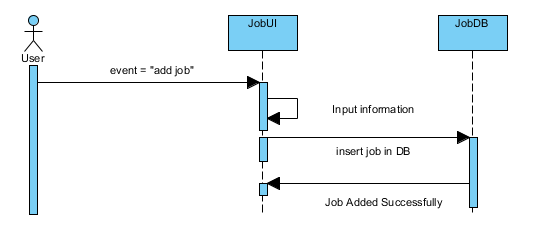 JobUI
JobDB
User
event = "add job"
Input information
insert job in DB
Job Added Successfully